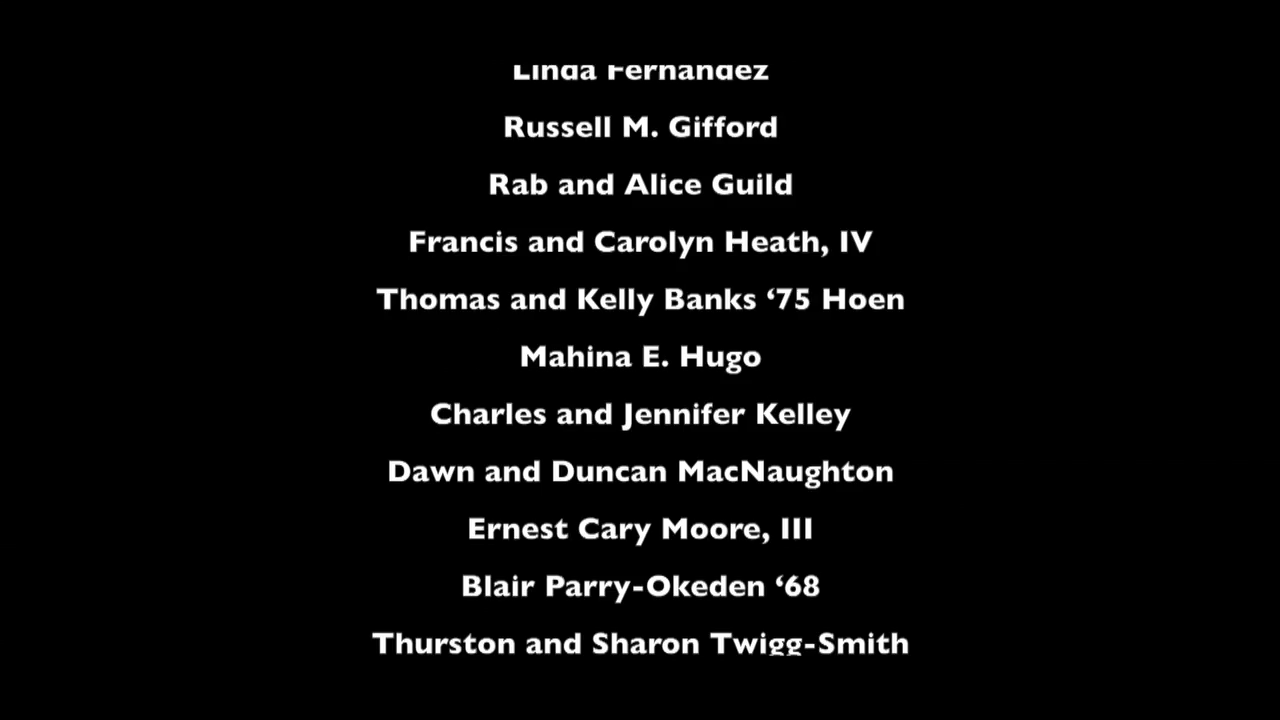 Linda Fernandez
Russell M. Gifford
Rab and Alice Guild
Francis and Carolyn Heath, IV
Thomas and Kelly Banks ‘75 Hoen
Mahina E. Hugo
Charles and Jennifer Kelley
Dawn and Duncan MacNaughton
Ernest Cary Moore, III
Blair Parry-Okeden ‘68
Thurston and Sharon Twigg-Smith